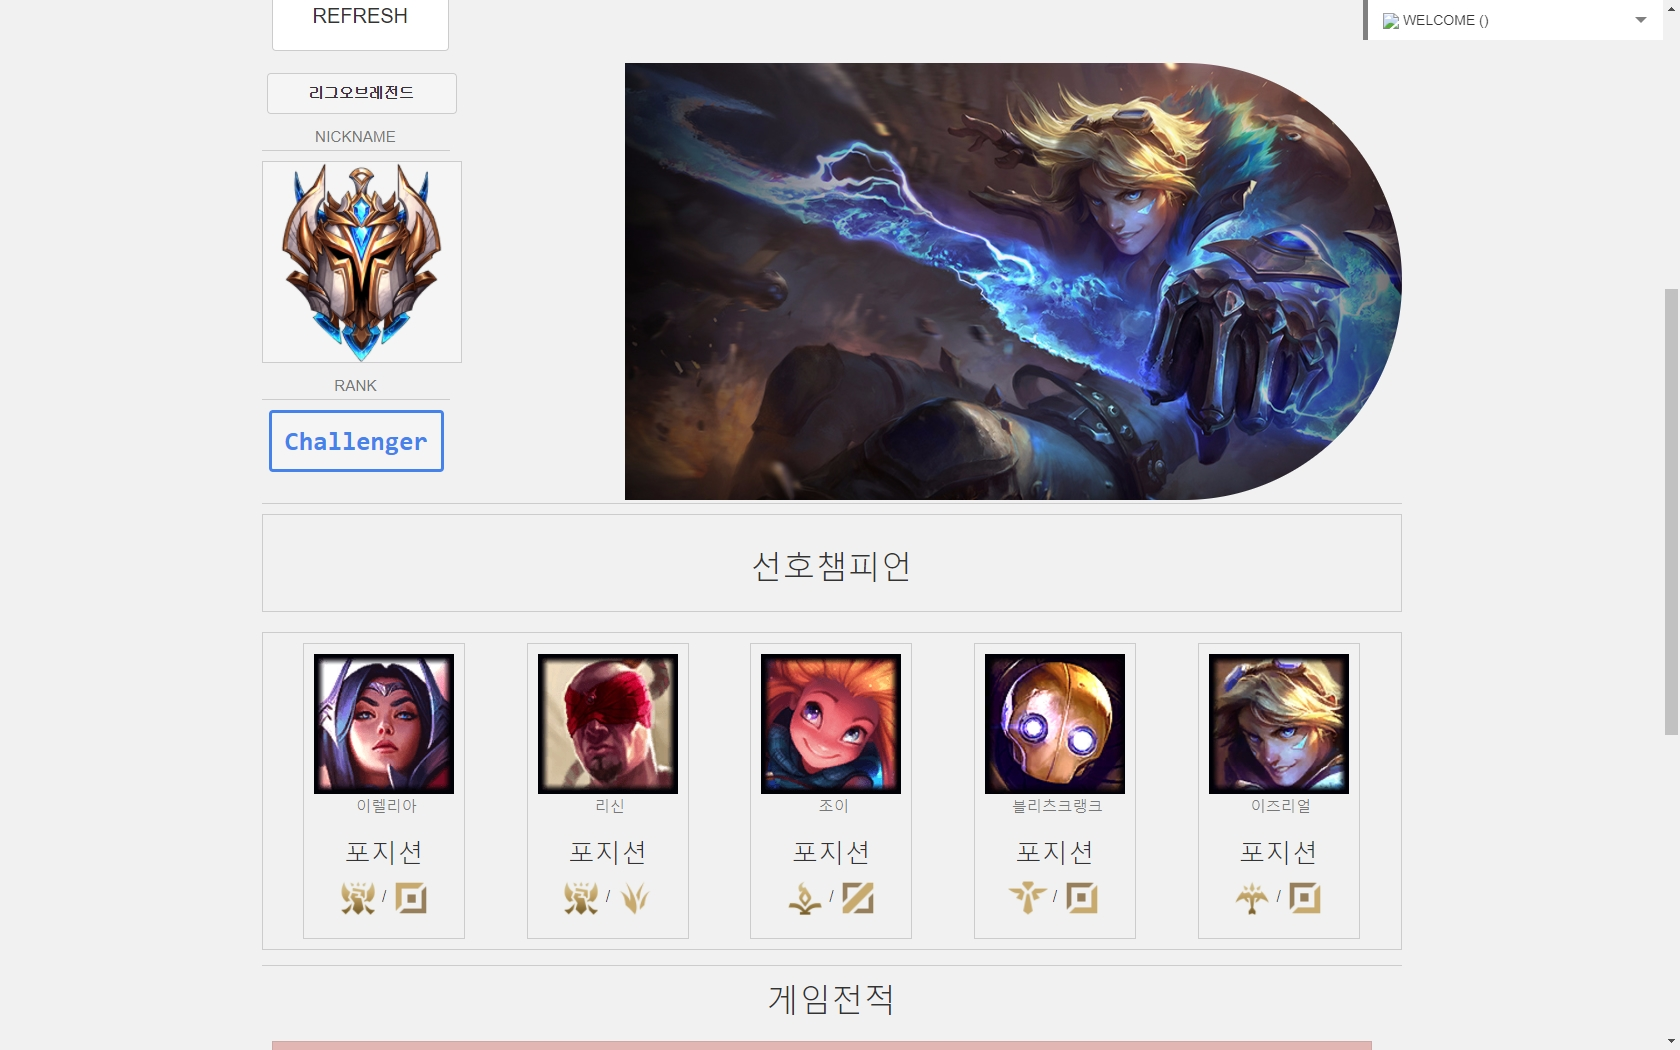 REFRESH
WELCOME ()
리그오브레전드
NICKNAME
RANK
Challenger
선호챔피언
이렐리아
포지션
/
리신
포지션
/
조이
포지션
/
블리츠크랭크
포지션
/
이즈리얼
포지션
/
게임전적